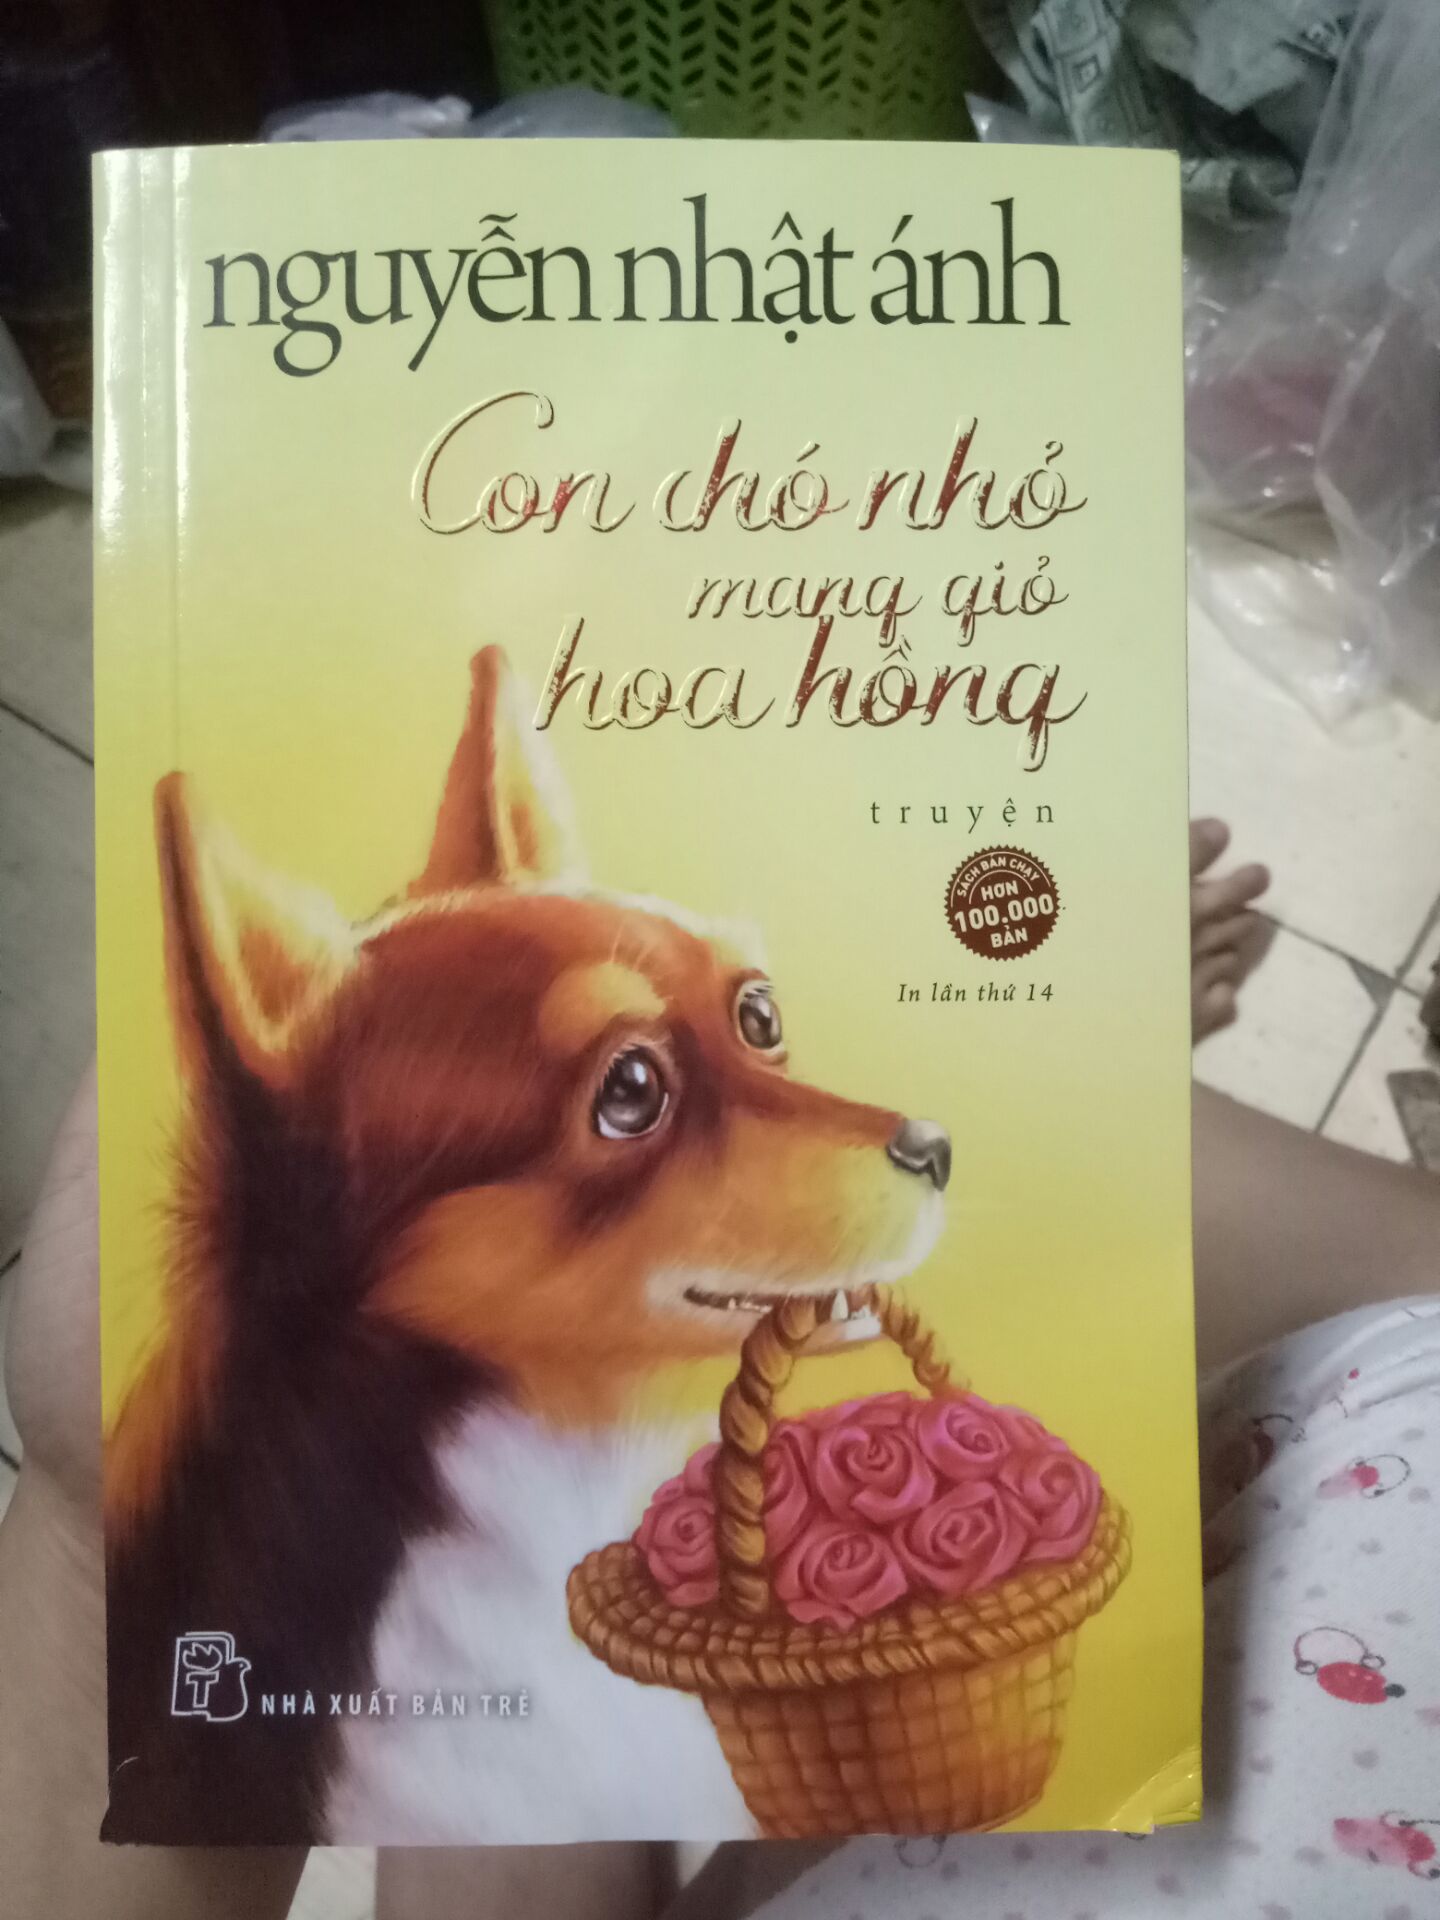 nguyễn nhật ánh
Con chó nhỏ
mang giỏ
hoa hồng
truyện
SÁCH BÁN CHẠY
HƠN
100.000
BẢN
In lần thứ 14
T
NHÀ XUẤT BẢN TRẺ